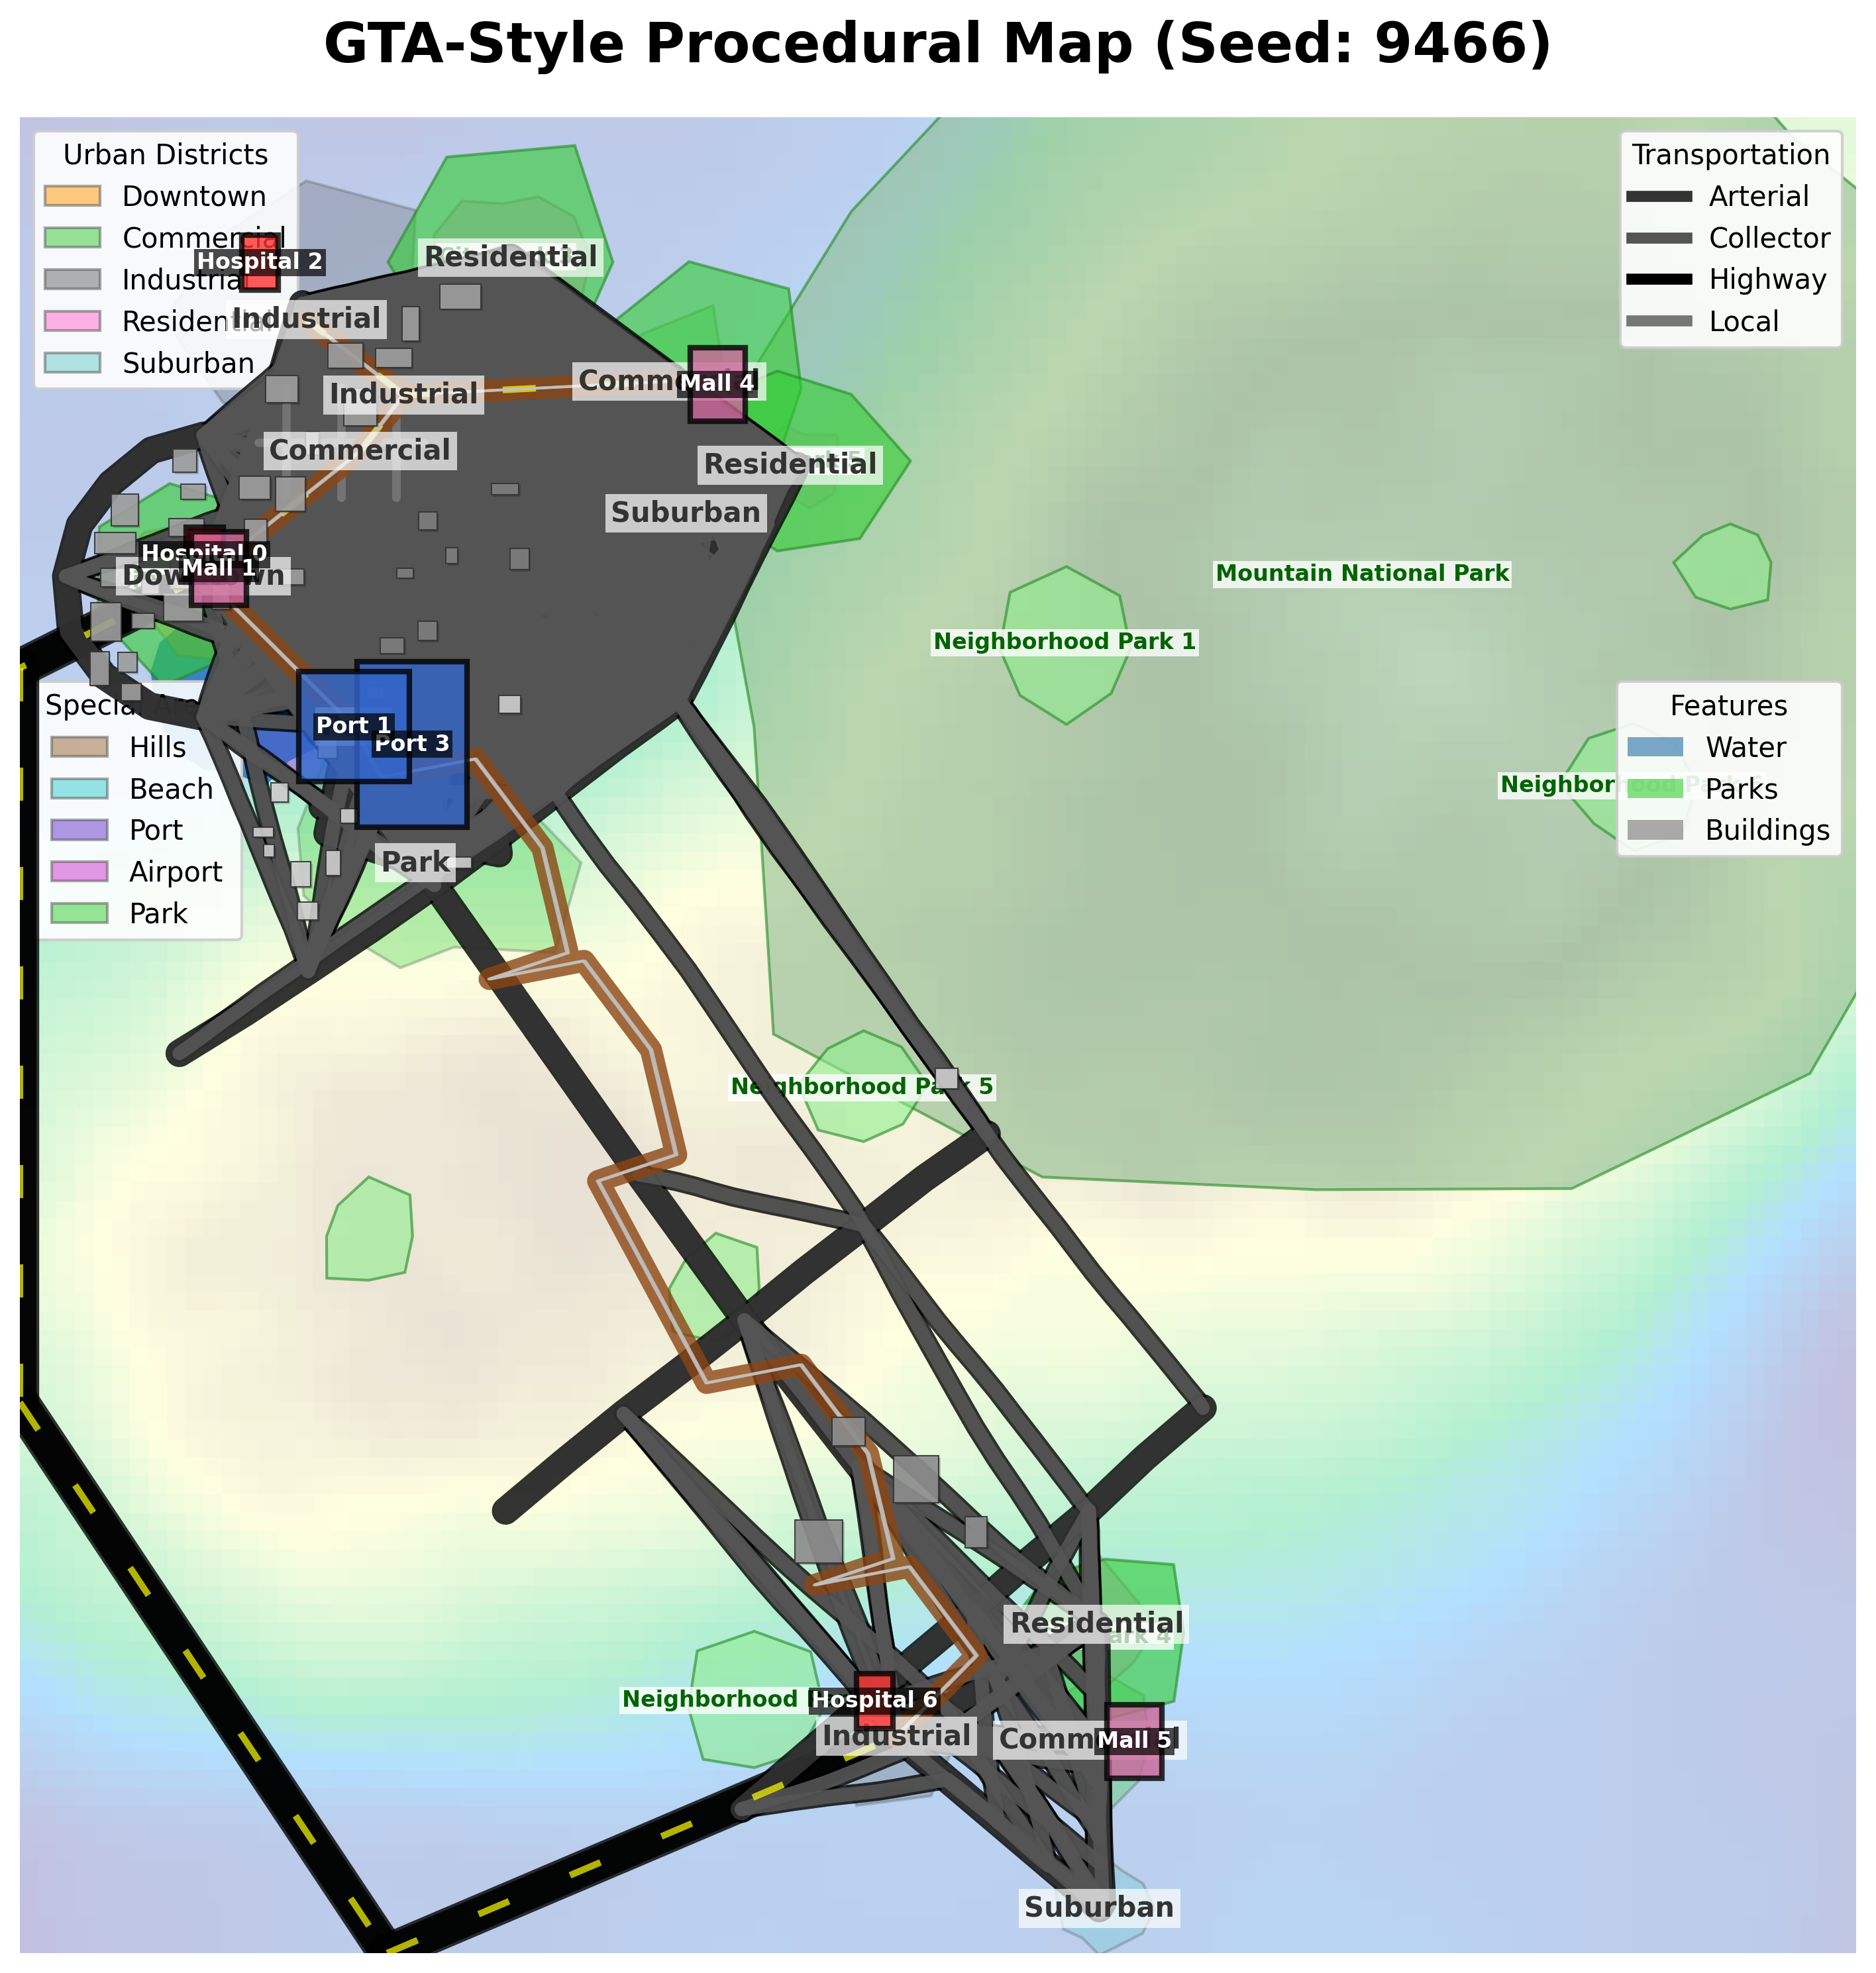 GTA-Style Procedural Map (Seed: 9466)
Urban Districts
Downtown
Commercial
Industrial
Residential
Suburban
Transportation
Arterial
Collector
Highway
Local
Hospital 2
Residential
Industrial
Commercial
Mall 4
Industrial
Commercial
Residential
Suburban
Hospital 0
Mall 1
Downtown
Mountain National Park
Neighborhood Park 1
Special Areas
Hills
Beach
Port
Airport
Park
Port 1
Port 3
Features
Water
Parks
Buildings
Neighborhood
Park
Neighborhood Park 5
Residential
Park 4
Neighborhood
Hospital 6
Industrial
Commercial
Mall 5
Suburban